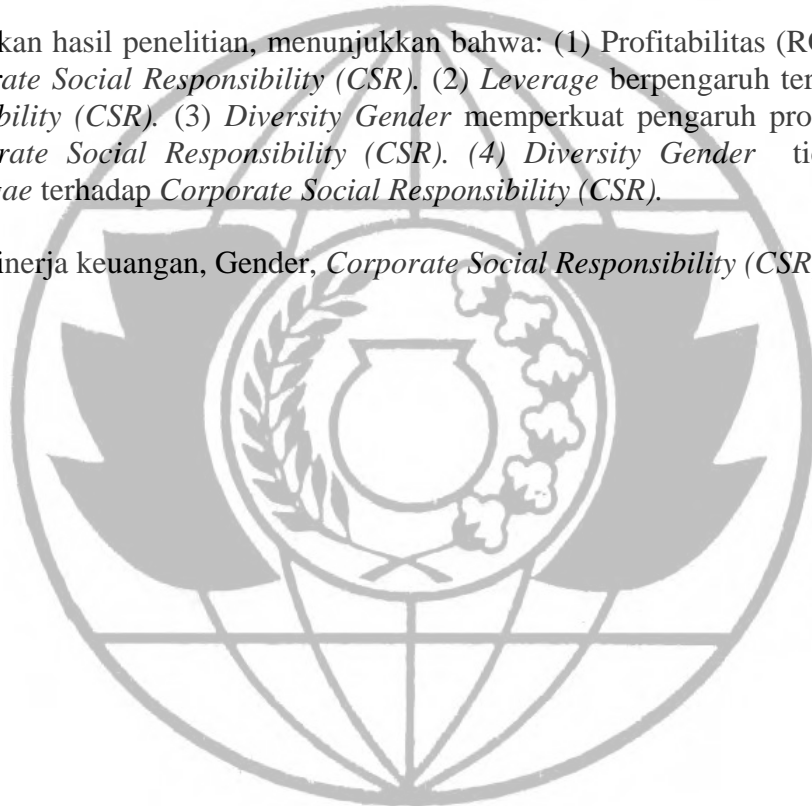 kan hasil penelitian, menunjukkan bahwa: (1) Profitabilitas (RO
rate Social Responsibility (CSR). (2) Leverage berpengaruh ter
bility (CSR). (3) Diversity Gender memperkuat pengaruh pro
rate Social Responsibility (CSR). (4) Diversity Gender tic
gae terhadap Corporate Social Responsibility (CSR).
inerja keuangan, Gender, Corporate Social Responsibility (CSR